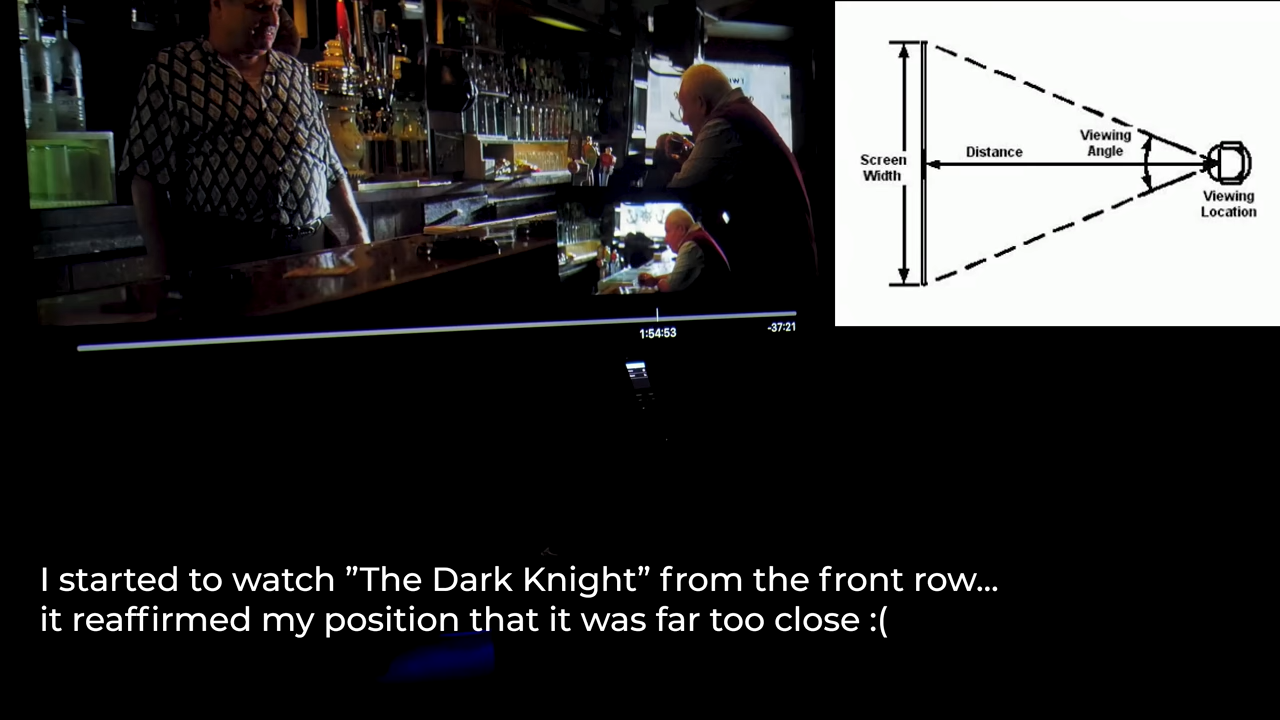 1:54:53
-37:21
Screen
Width
Distance
Viewing
Angle
Viewing
Location
I started to watch ”The Dark Knight” from the front row...
it reaffirmed my position that it was far too close :(